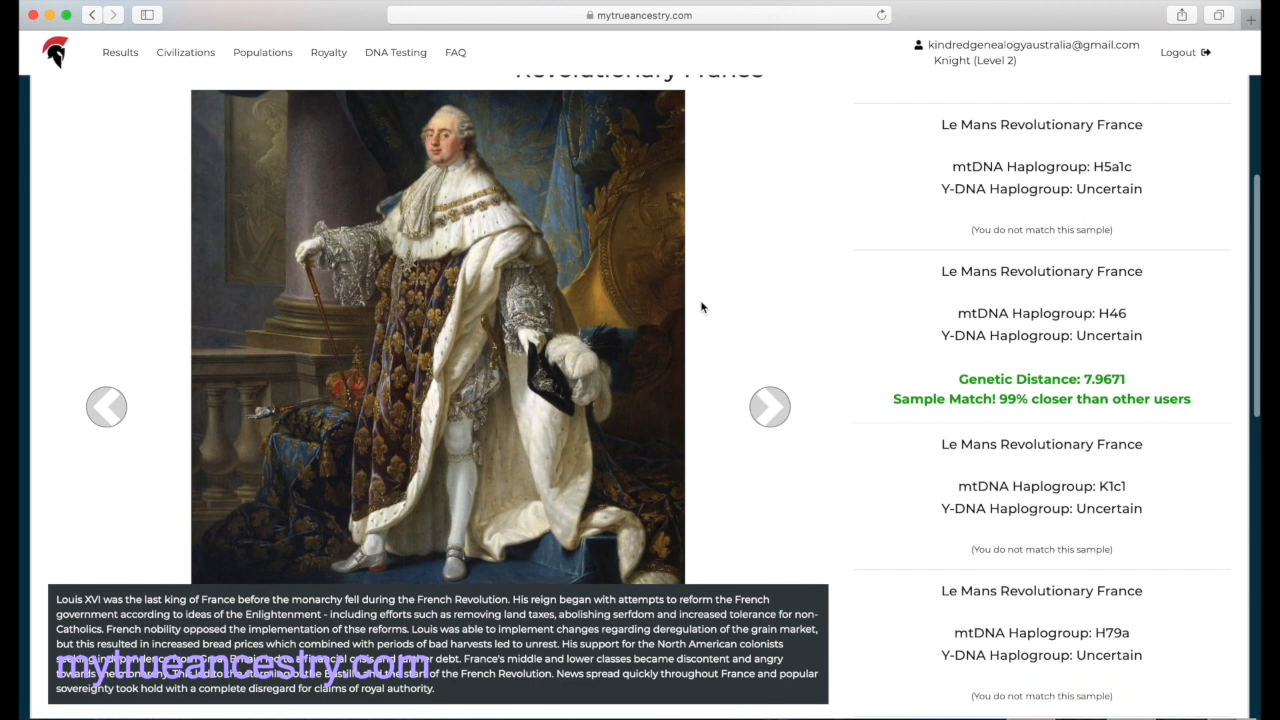 mytrueancestry.com
Results Civilizations Populations Royalty DNA Testing FAQ
kindredgenealogyaustralia@gmail.com
Knight (Level 2)
Logout
Revolutionary France
Le Mans Revolutionary France
mtDNA Haplogroup: H5a1c
Y-DNA Haplogroup: Uncertain
(You do not match this sample)
Le Mans Revolutionary France
mtDNA Haplogroup: H46
Y-DNA Haplogroup: Uncertain
Genetic Distance: 7.9671
Sample Match! 99% closer than other users
Le Mans Revolutionary France
mtDNA Haplogroup: K1c1
Y-DNA Haplogroup: Uncertain
(You do not match this sample)
Le Mans Revolutionary France
mtDNA Haplogroup: H79a
Y-DNA Haplogroup: Uncertain
(You do not match this sample)
Louis XVI was the last king of France before the monarchy fell during the French Revolution. His reign began with attempts to reform the French
government according to ideas of the Enlightenment - including efforts such as removing land taxes, abolishing serfdom and increased tolerance for non-
Catholics. French nobility opposed the implementation of thse reforms. Louis was able to implement changes regarding deregulation of the grain market,
but this resulted in increased bread prices which combined with periods of bad harvests led to unrest. His support for the North American colonists
debt. France's middle and lower classes became discontent and angry
of the French Revolution. News spread quickly throughout France and popular
sovereignty took hold with a complete disregard for claims of royal authority.
mytrueancestry.com